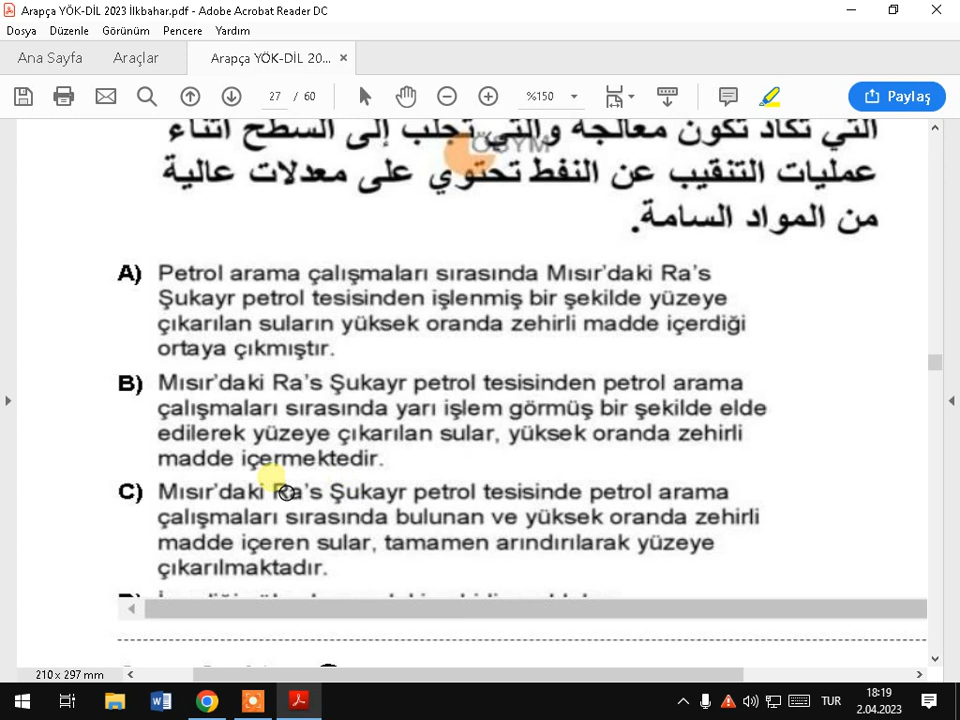 Arapça YÖK-DİL 2023 İlkbahar.pdf - Adobe Acrobat Reader DC
Dosya Düzenle Görünüm Pencere Yardım
Ana Sayfa Araçlar Arapça YÖK-DİL 20... ×
27 / 60 %150 Paylaş
التي تكاد تكون معالجة والتي تجلب إلى السطح أثناء
ÖSYM
عمليات التنقيب عن النفط تحتوي على معدلات عالية
من المواد السامة.
A) Petrol arama çalışmaları sırasında Mısır'daki Ra's
Şukayr petrol tesisinden işlenmiş bir şekilde yüzeye
çıkarılan suların yüksek oranda zehirli madde içerdiği
ortaya çıkmıştır.
B) Mısır'daki Ra's Şukayr petrol tesisinden petrol arama
çalışmaları sırasında yarı işlem görmüş bir şekilde elde
edilerek yüzeye çıkarılan sular, yüksek oranda zehirli
madde içermektedir.
C) Mısır'daki Ra's Şukayr petrol tesisinde petrol arama
çalışmaları sırasında bulunan ve yüksek oranda zehirli
madde içeren sular, tamamen arındırılarak yüzeye
çıkarılmaktadır.
210 x 297 mm
TUR
18:19
2.04.2023